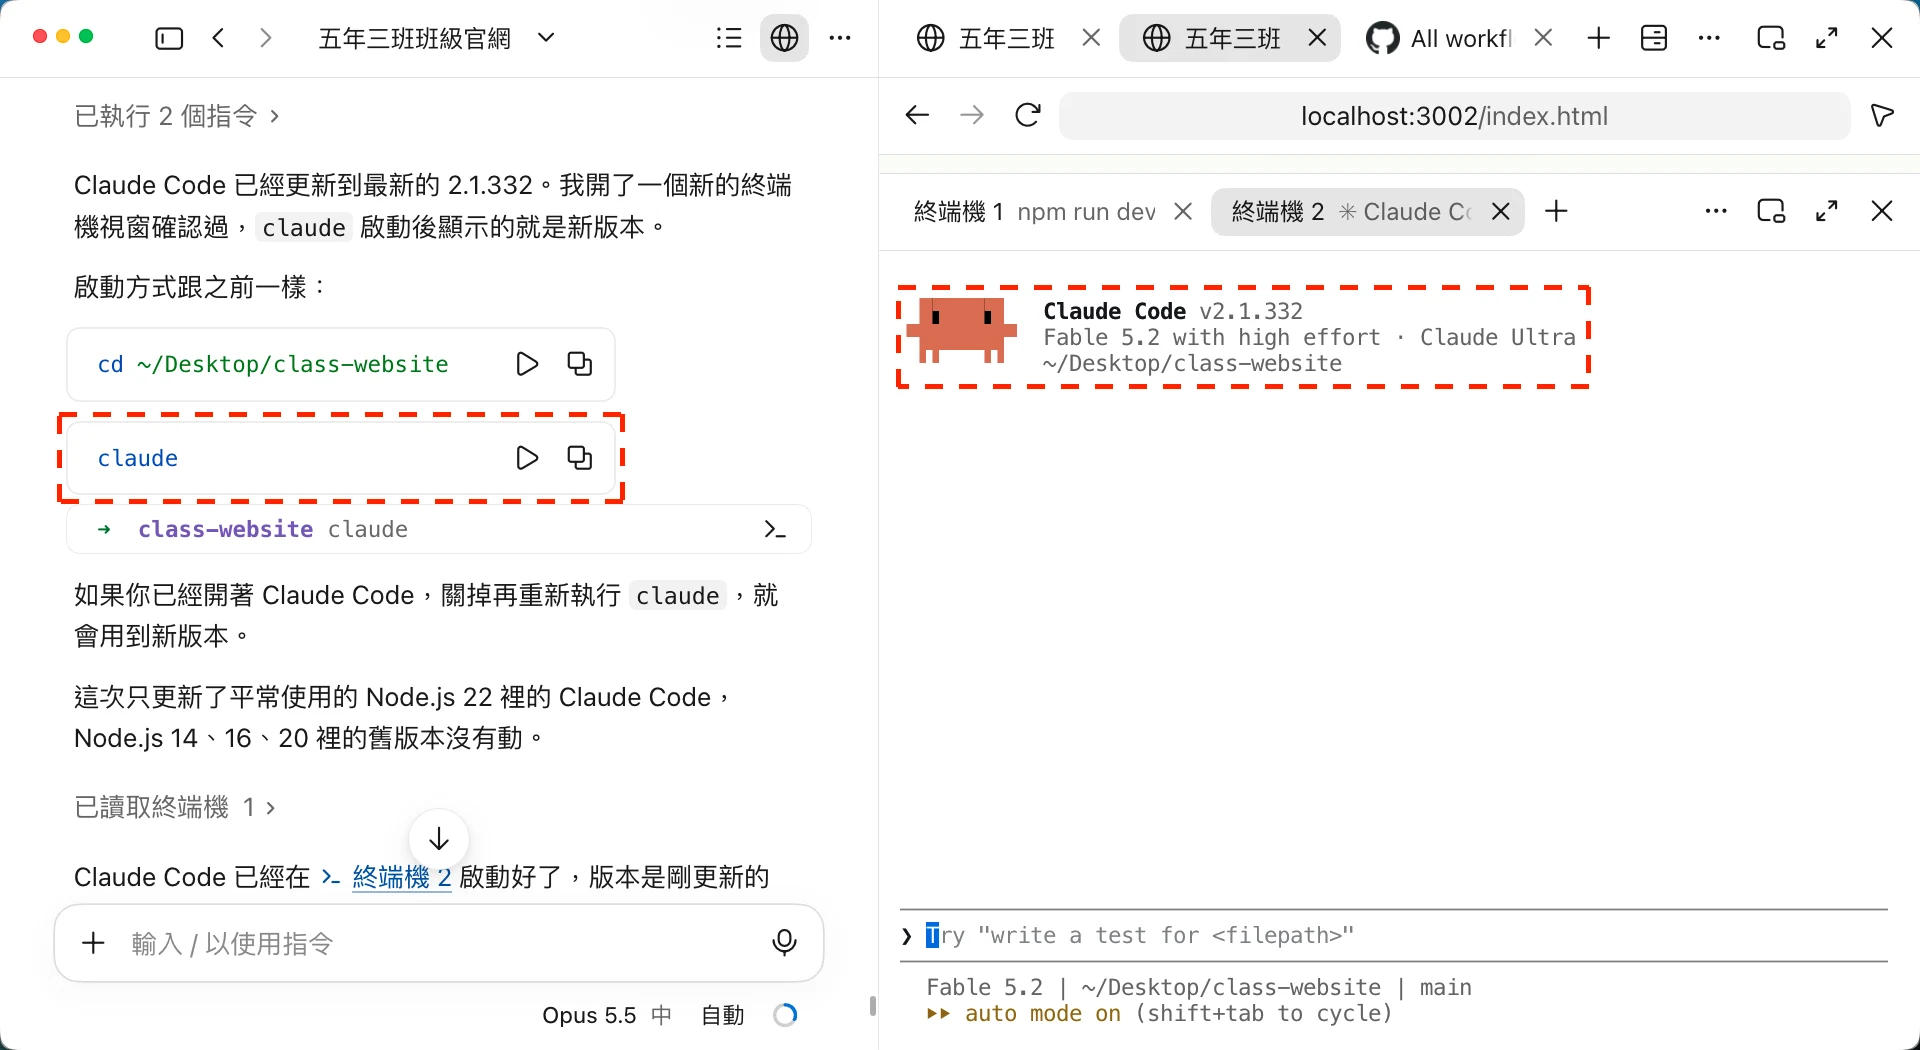 五年三班班級官網
已執行 2 個指令
Claude Code 已經更新到最新的 2.1.332。我開了一個新的終端
機視窗確認過，claude 啟動後顯示的就是新版本。
啟動方式跟之前一樣：
cd ~/Desktop/class-website
claude
→ class-website claude
如果你已經開著 Claude Code，關掉再重新執行 claude，就
會用到新版本。
這次只更新了平常使用的 Node.js 22 裡的 Claude Code，
Node.js 14、16、20 裡的舊版本沒有動。
已讀取終端機 1
Claude Code 已經在 終端機 2 啟動好了，版本是剛更新的
輸入 / 以使用指令
Opus 5.5 中 自動
五年三班 五年三班 All workfl
localhost:3002/index.html
終端機 1 npm run dev 終端機 2 ✳ Claude Co
Claude Code v2.1.332
Fable 5.2 with high effort · Claude Ultra
~/Desktop/class-website
❯ Try "write a test for <filepath>"
Fable 5.2 | ~/Desktop/class-website | main
⏵⏵ auto mode on (shift+tab to cycle)